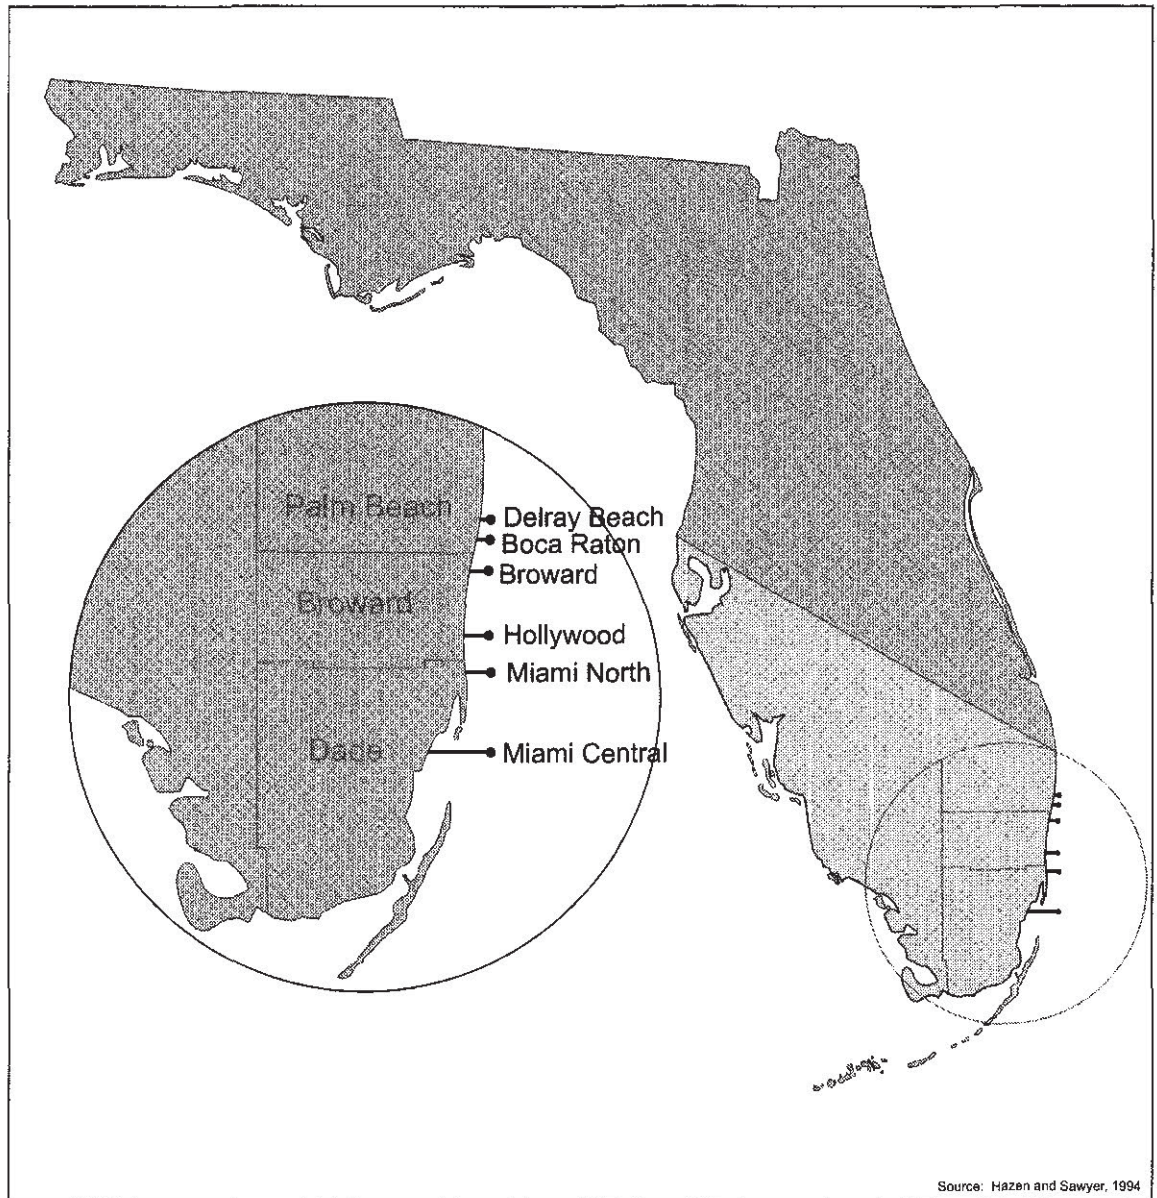 Palm Beach
Delray Beach
Boca Raton
Broward
Broward
Hollywood
Miami North
Dade
Miami Central
Source: Hazen and Sawyer, 1994